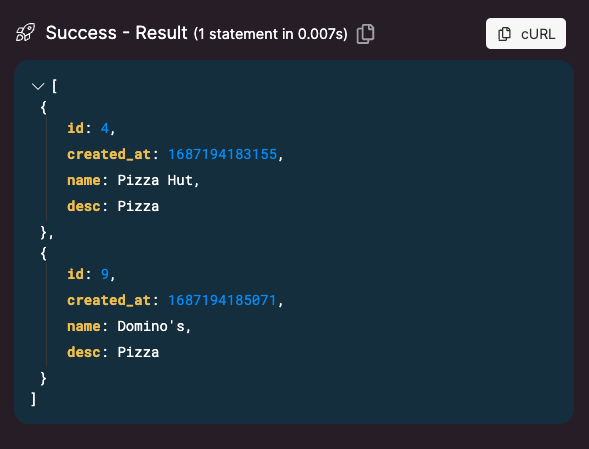 Success - Result (1 statement in 0.007s)
cURL
[
{
id: 4,
created_at: 1687194183155,
name: Pizza Hut,
desc: Pizza
},
{
id: 9,
created_at: 1687194185071,
name: Domino's,
desc: Pizza
}
]